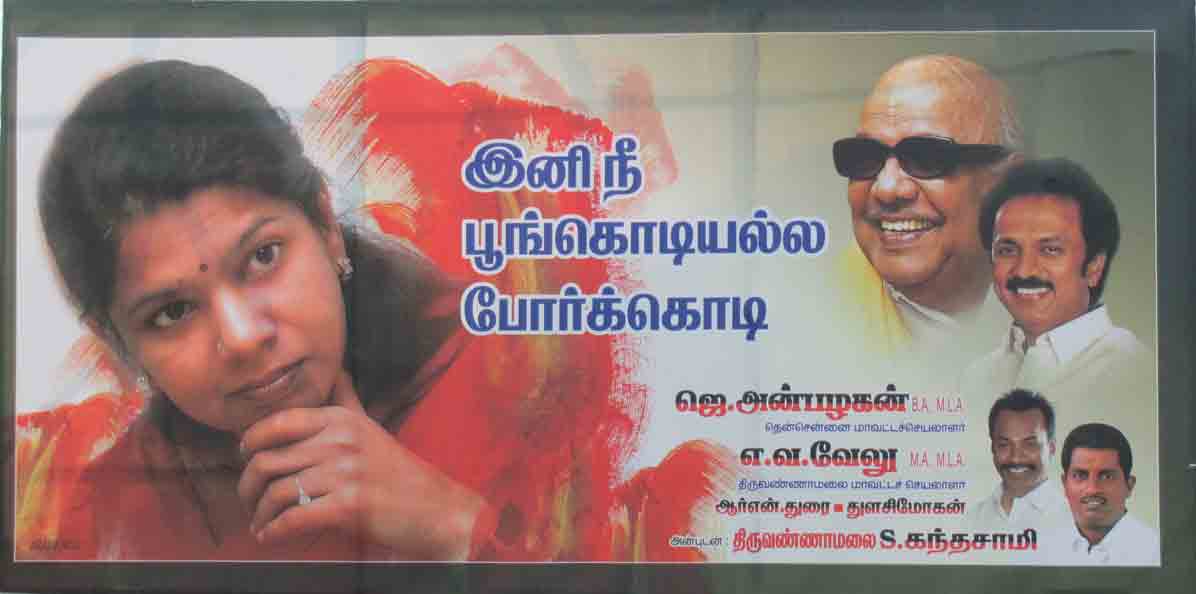 இனி நீ
பூங்கொடியல்ல
போர்க்கொடி
ஜெ.அன்பழகன் B.A., M.L.A.
தென்சென்னை மாவட்டச்செயலாளர்
எ.வ.வேலு M.A., M.L.A.
திருவண்ணாமலை மாவட்டச் செயலாளர்
ஆர்என்.துரை ▪ துளசிமோகன்
அன்புடன் : திருவண்ணாமலை S.கந்தசாமி